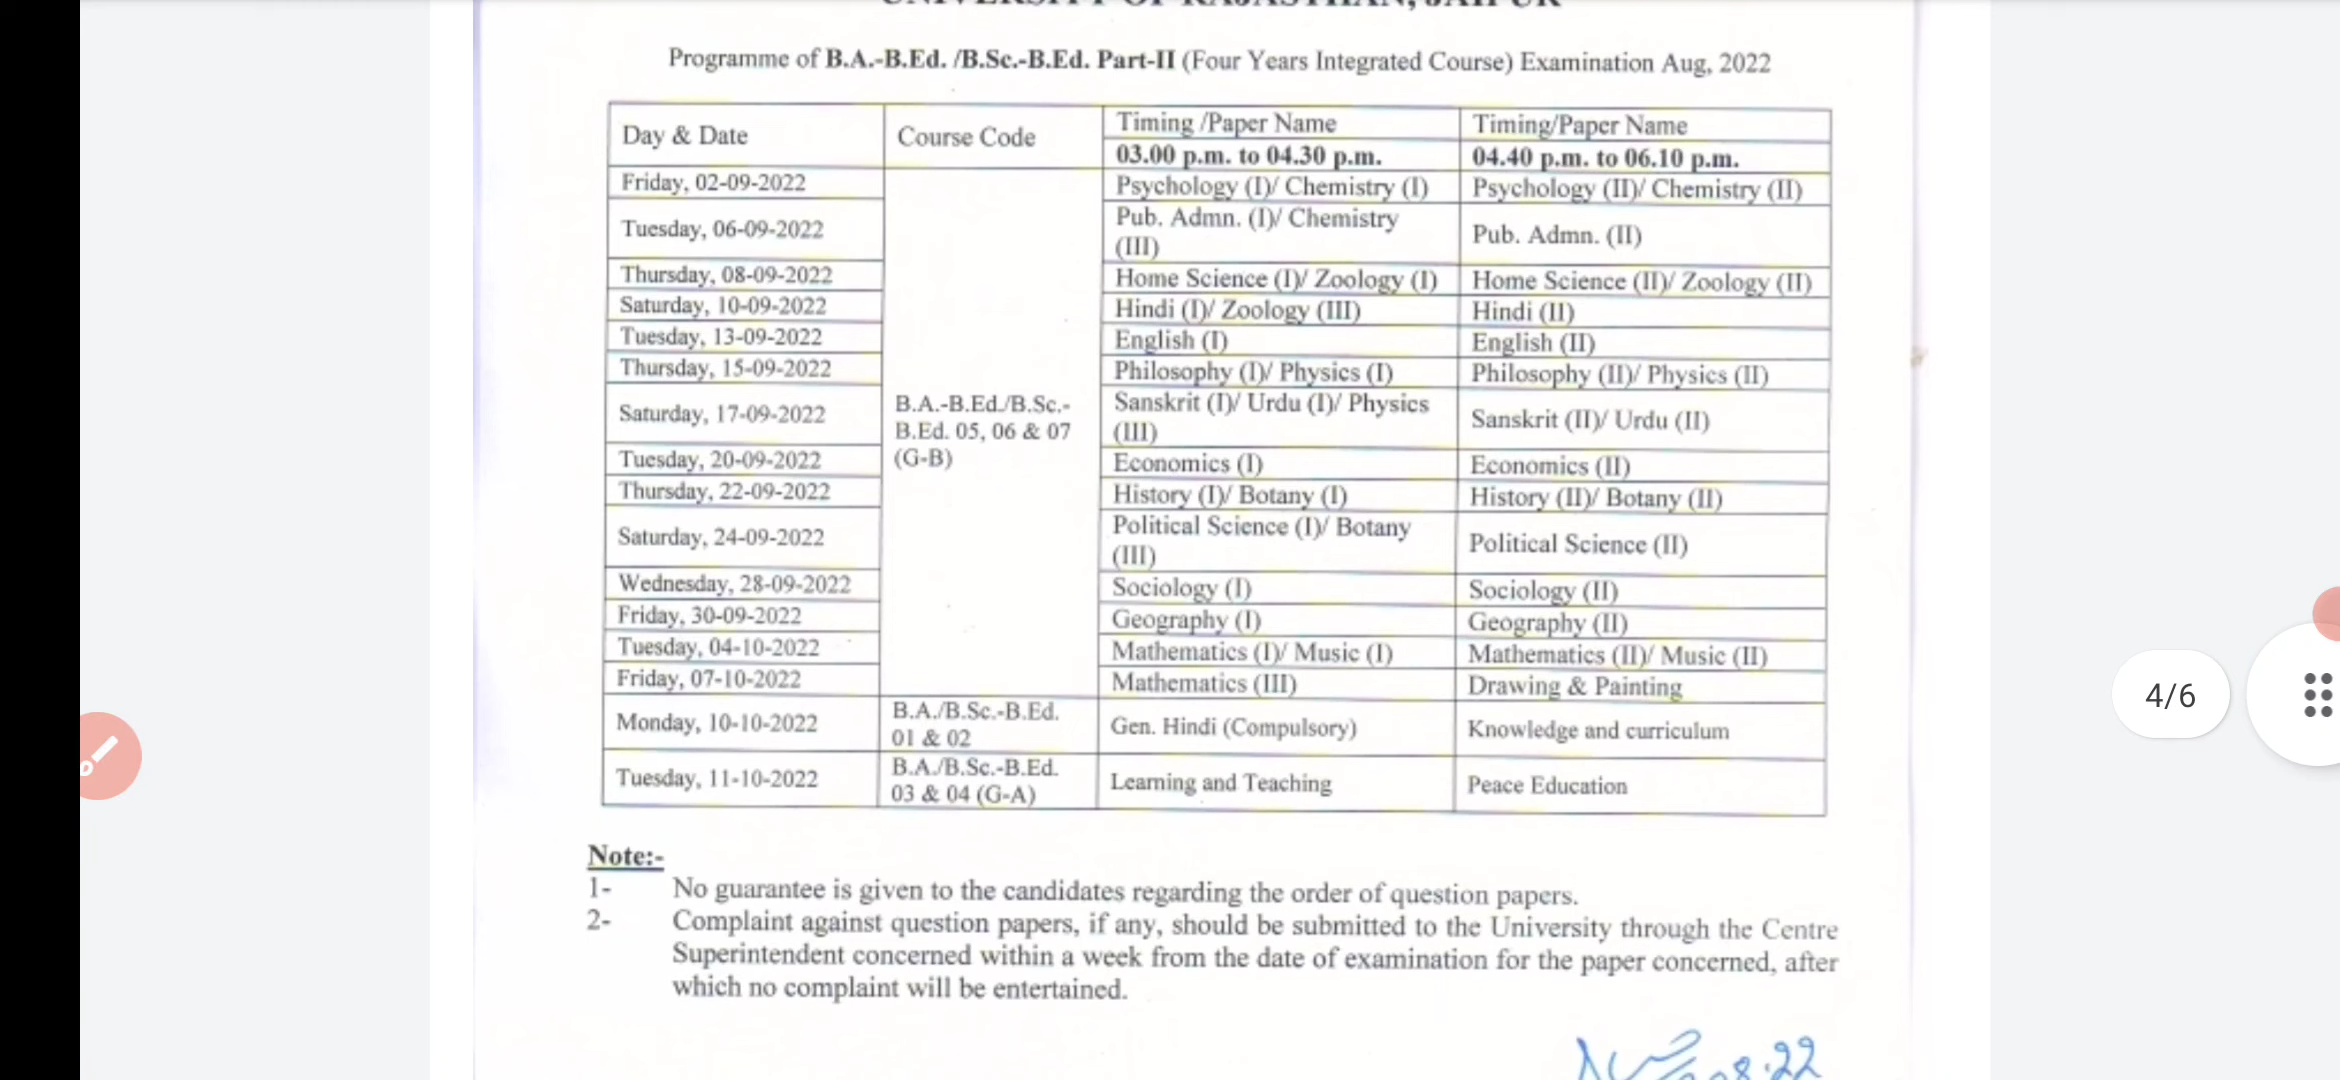 UNIVERSITY OF RAJASTHAN, JAIPUR
Programme of B.A.-B.Ed. /B.Sc.-B.Ed. Part-II (Four Years Integrated Course) Examination Aug, 2022
Day & Date Course Code Timing /Paper Name Timing/Paper Name
03.00 p.m. to 04.30 p.m. 04.40 p.m. to 06.10 p.m.
Friday, 02-09-2022 Psychology (I)/ Chemistry (I) Psychology (II)/ Chemistry (II)
Tuesday, 06-09-2022 Pub. Admn. (I)/ Chemistry Pub. Admn. (II)
(III)
Thursday, 08-09-2022 Home Science (I)/ Zoology (I) Home Science (II)/ Zoology (II)
Saturday, 10-09-2022 Hindi (I)/ Zoology (III) Hindi (II)
Tuesday, 13-09-2022 English (I) English (II)
Thursday, 15-09-2022 Philosophy (I)/ Physics (I) Philosophy (II)/ Physics (II)
Saturday, 17-09-2022 B.A.-B.Ed./B.Sc.- Sanskrit (I)/ Urdu (I)/ Physics Sanskrit (II)/ Urdu (II)
B.Ed. 05, 06 & 07 (III)
Tuesday, 20-09-2022 (G-B) Economics (I) Economics (II)
Thursday, 22-09-2022 History (I)/ Botany (I) History (II)/ Botany (II)
Saturday, 24-09-2022 Political Science (I)/ Botany Political Science (II)
(III)
Wednesday, 28-09-2022 Sociology (I) Sociology (II)
Friday, 30-09-2022 Geography (I) Geography (II)
Tuesday, 04-10-2022 Mathematics (I)/ Music (I) Mathematics (II)/ Music (II)
Friday, 07-10-2022 Mathematics (III) Drawing & Painting
Monday, 10-10-2022 B.A./B.Sc.-B.Ed. Gen. Hindi (Compulsory) Knowledge and curriculum
01 & 02
Tuesday, 11-10-2022 B.A./B.Sc.-B.Ed. Learning and Teaching Peace Education
03 & 04 (G-A)
4/6
Note:-
1- No guarantee is given to the candidates regarding the order of question papers.
2- Complaint against question papers, if any, should be submitted to the University through the Centre
Superintendent concerned within a week from the date of examination for the paper concerned, after
which no complaint will be entertained.